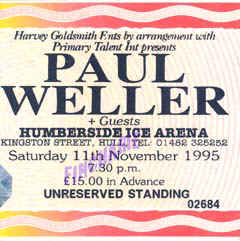 Harvey Goldsmith Ents by arrangement with
Primary Talent Int presents
PAUL
WELLER
+ Guests
HUMBERSIDE ICE ARENA
KINGSTON STREET, HULL TEL: 01482 325252
Saturday 11th November 1995
7:30 p.m.
£15.00 in Advance
UNRESERVED STANDING
02684